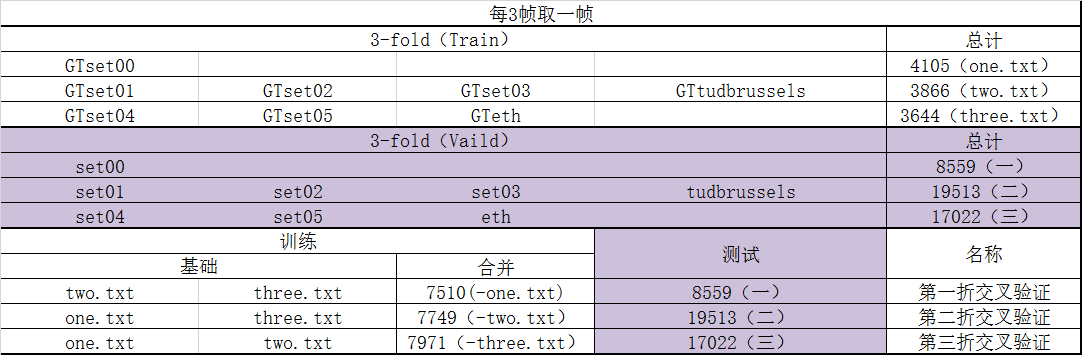 每3帧取一帧
3-fold（Train） 总计
GTset00 4105（one.txt）
GTset01 GTset02 GTset03 GTtudbrussels 3866（two.txt）
GTset04 GTset05 GTeth 3644（three.txt）
3-fold（Vaild） 总计
set00 8559（一）
set01 set02 set03 tudbrussels 19513（二）
set04 set05 eth 17022（三）
训练 测试 名称
基础 合并
two.txt three.txt 7510(-one.txt) 8559（一） 第一折交叉验证
one.txt three.txt 7749（-two.txt） 19513（二） 第二折交叉验证
one.txt two.txt 7971（-three.txt） 17022（三） 第三折交叉验证